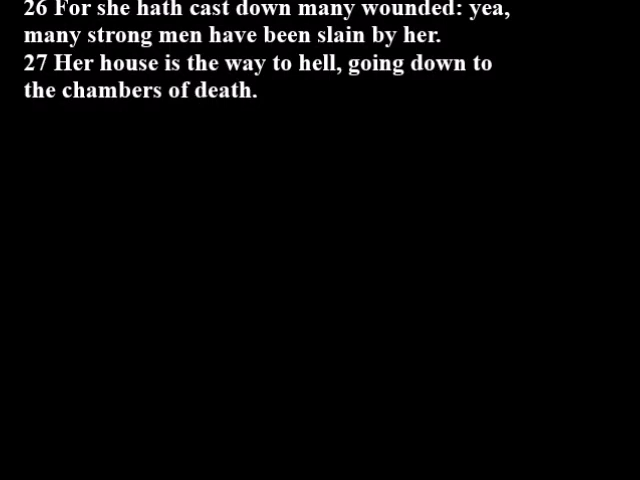 26 For she hath cast down many wounded: yea,
many strong men have been slain by her.
27 Her house is the way to hell, going down to
the chambers of death.